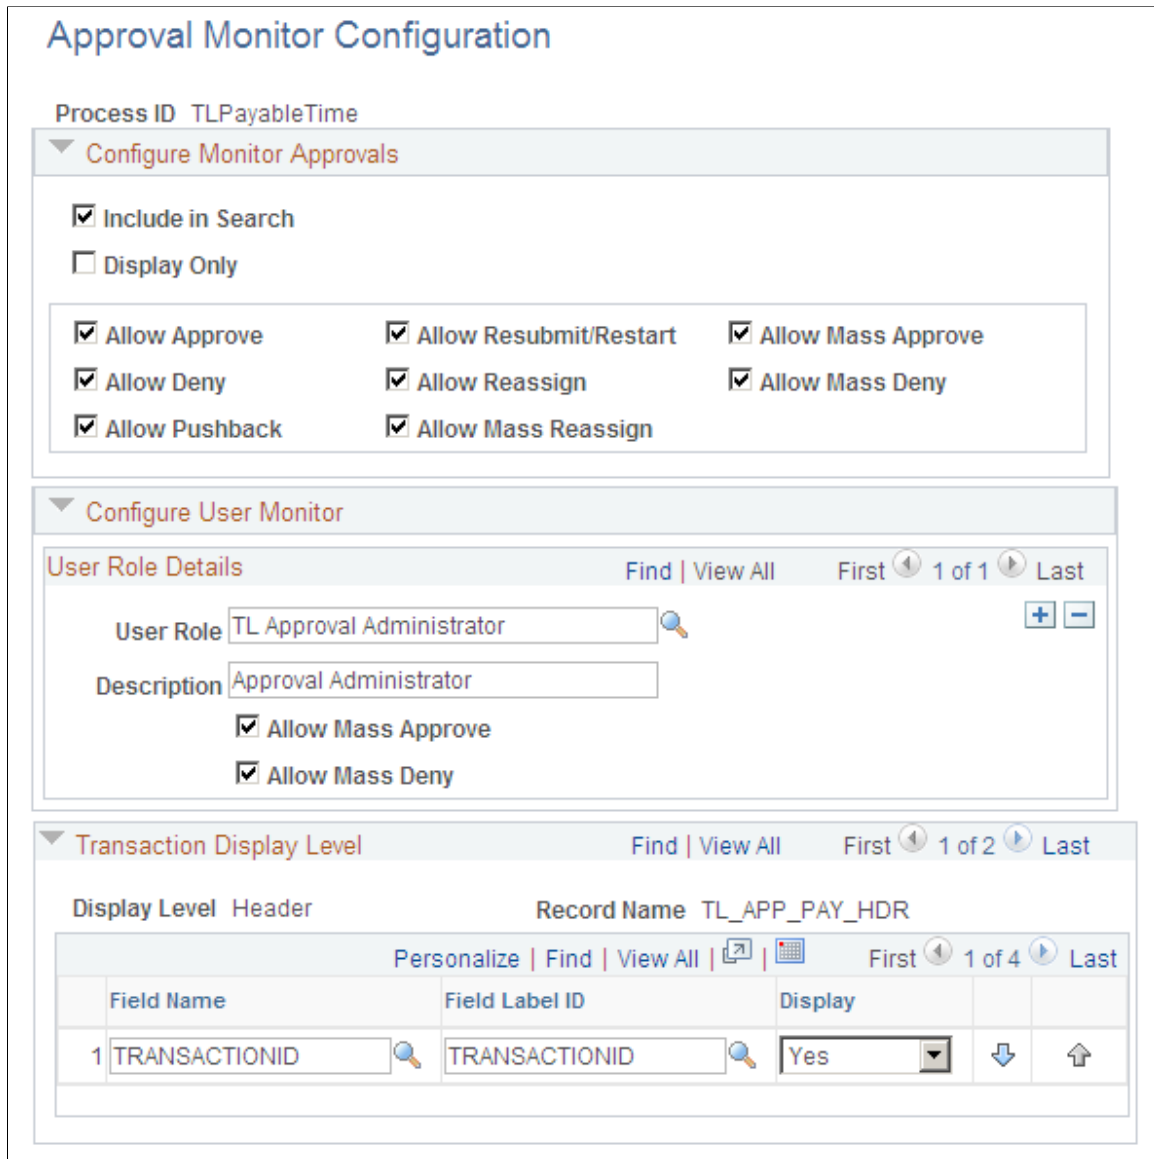 Approval Monitor Configuration
Process ID TLPayableTime
Configure Monitor Approvals
Include in Search
Display Only
Allow Approve Allow Resubmit/Restart Allow Mass Approve
Allow Deny Allow Reassign Allow Mass Deny
Allow Pushback Allow Mass Reassign
Configure User Monitor
User Role Details Find | View All First 1 of 1 Last
User Role TL Approval Administrator
Description Approval Administrator
Allow Mass Approve
Allow Mass Deny
Transaction Display Level Find | View All First 1 of 2 Last
Display Level Header Record Name TL_APP_PAY_HDR
Personalize | Find | View All | | First 1 of 4 Last
Field Name Field Label ID Display
1 TRANSACTIONID TRANSACTIONID Yes